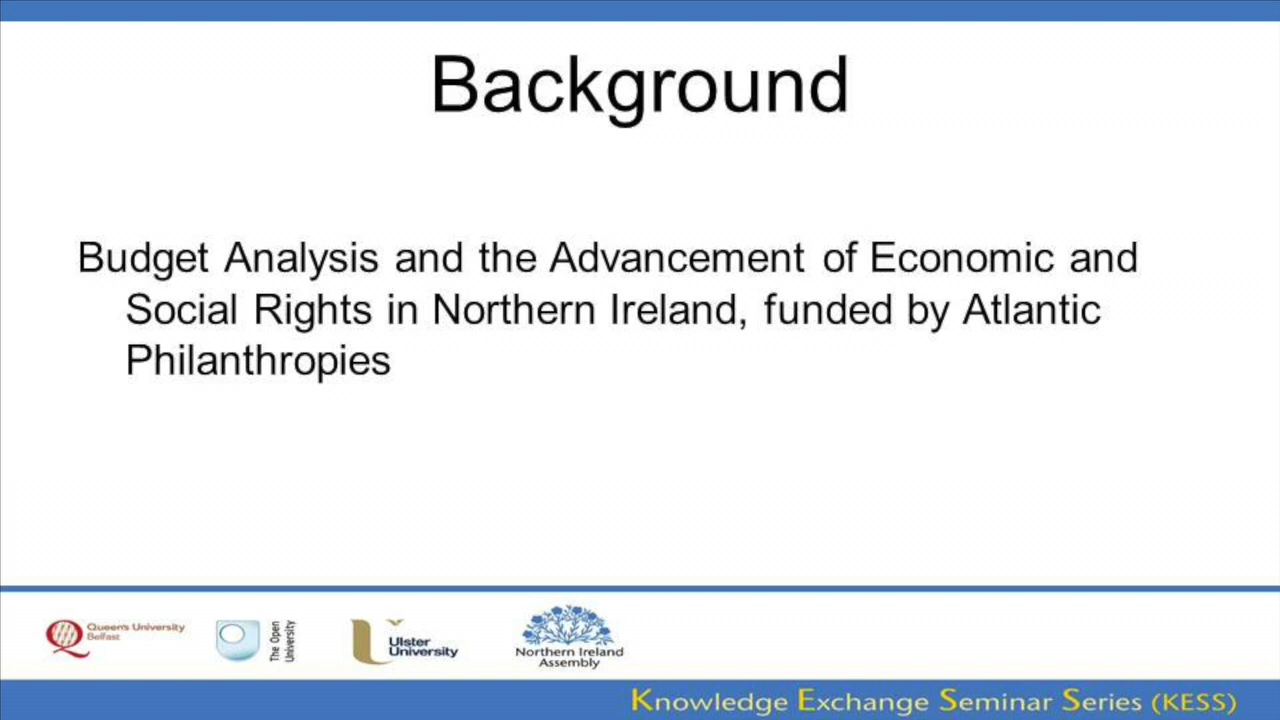 Background
Budget Analysis and the Advancement of Economic and
Social Rights in Northern Ireland, funded by Atlantic
Philanthropies
Queen's University
Belfast
The Open
University
Ulster
University
Northern Ireland
Assembly
Knowledge Exchange Seminar Series (KESS)